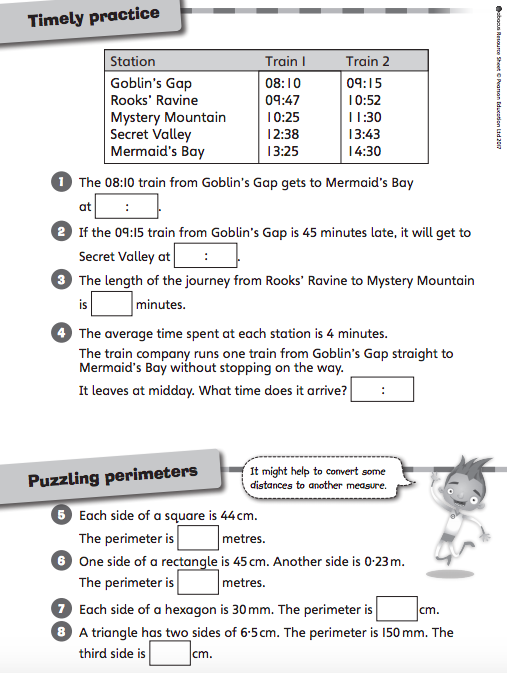 Timely practice
Station Train 1 Train 2
Goblin's Gap 08:10 09:15
Rooks' Ravine 09:47 10:52
Mystery Mountain 10:25 11:30
Secret Valley 12:38 13:43
Mermaid's Bay 13:25 14:30
1 The 08:10 train from Goblin's Gap gets to Mermaid's Bay
at : .
2 If the 09:15 train from Goblin's Gap is 45 minutes late, it will get to
Secret Valley at : .
3 The length of the journey from Rooks' Ravine to Mystery Mountain
is minutes.
4 The average time spent at each station is 4 minutes.
The train company runs one train from Goblin's Gap straight to
Mermaid's Bay without stopping on the way.
It leaves at midday. What time does it arrive? :
Puzzling perimeters
It might help to convert some
distances to another measure.
5 Each side of a square is 44 cm.
The perimeter is metres.
6 One side of a rectangle is 45 cm. Another side is 0·23 m.
The perimeter is metres.
7 Each side of a hexagon is 30 mm. The perimeter is cm.
8 A triangle has two sides of 6·5 cm. The perimeter is 150 mm. The
third side is cm.
abacus Resource Sheet © Pearson Education Ltd 2017